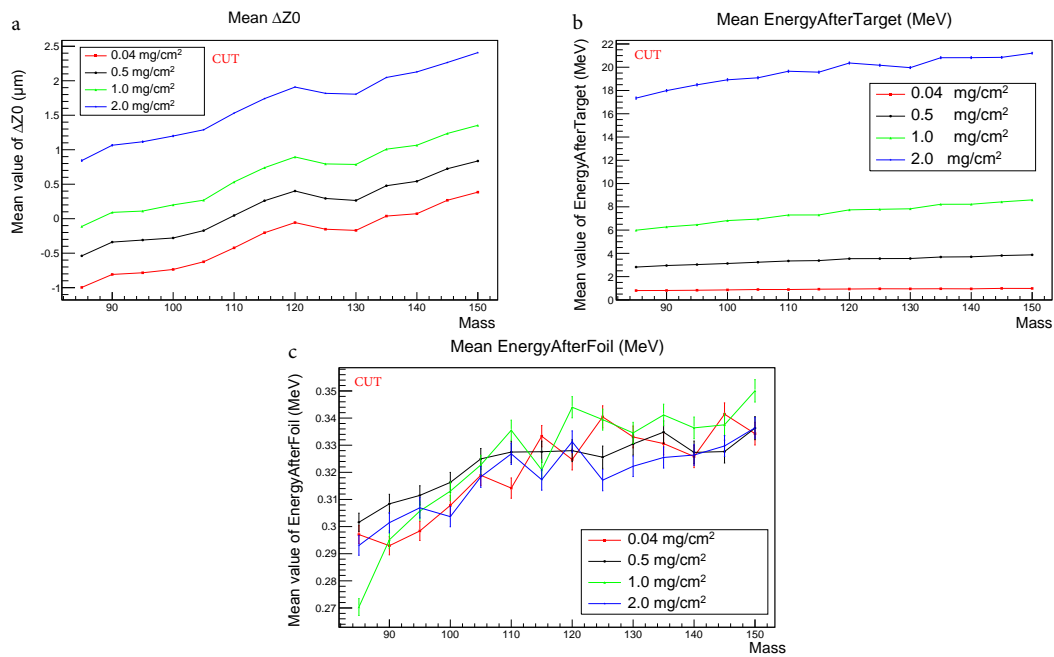 a
Mean ΔZ0
Mean value of ΔZ0 (μm)
2.5
2
1.5
1
0.5
0
-0.5
-1
0.04 mg/cm²
0.5 mg/cm²
1.0 mg/cm²
2.0 mg/cm²
CUT
90 100 110 120 130 140 150
Mass
b
Mean EnergyAfterTarget (MeV)
Mean value of EnergyAfterTarget (MeV)
22
20
18
16
14
12
10
8
6
4
2
0
CUT
0.04 mg/cm²
0.5 mg/cm²
1.0 mg/cm²
2.0 mg/cm²
90 100 110 120 130 140 150
Mass
c
Mean EnergyAfterFoil (MeV)
Mean value of EnergyAfterFoil (MeV)
0.35
0.34
0.33
0.32
0.31
0.3
0.29
0.28
0.27
CUT
0.04 mg/cm²
0.5 mg/cm²
1.0 mg/cm²
2.0 mg/cm²
90 100 110 120 130 140 150
Mass